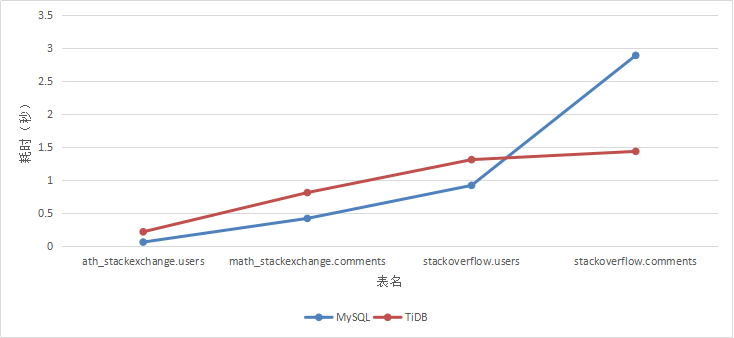 3.5
3
2.5
2
1.5
1
0.5
0
耗时（秒）
ath_stackexchange.users
math_stackexchange.comments
stackoverflow.users
stackoverflow.comments
表名
MySQL
TiDB